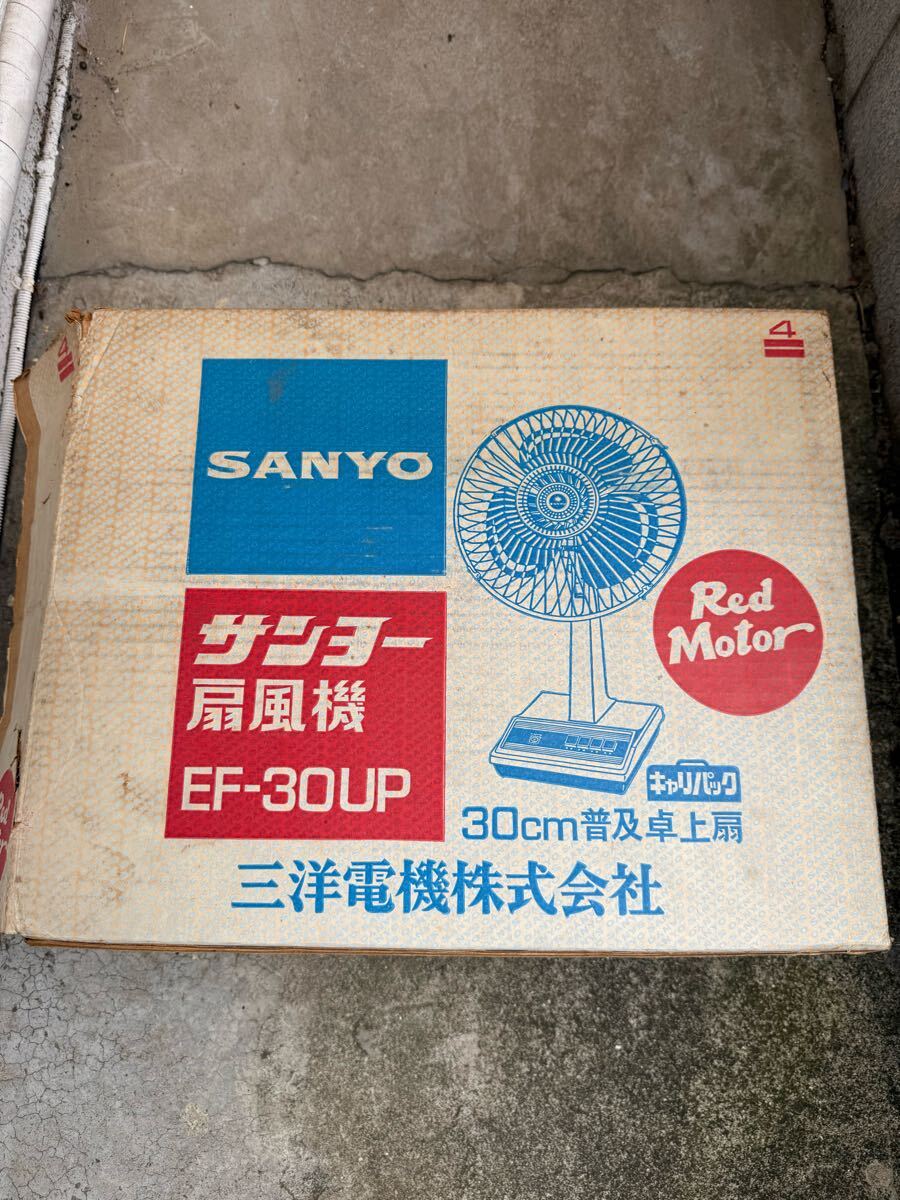 4
4
SANYO
Red
Motor
サンヨー
扇風機
EF-30UP
キャリパック
30cm普及卓上扇
三洋電機株式会社